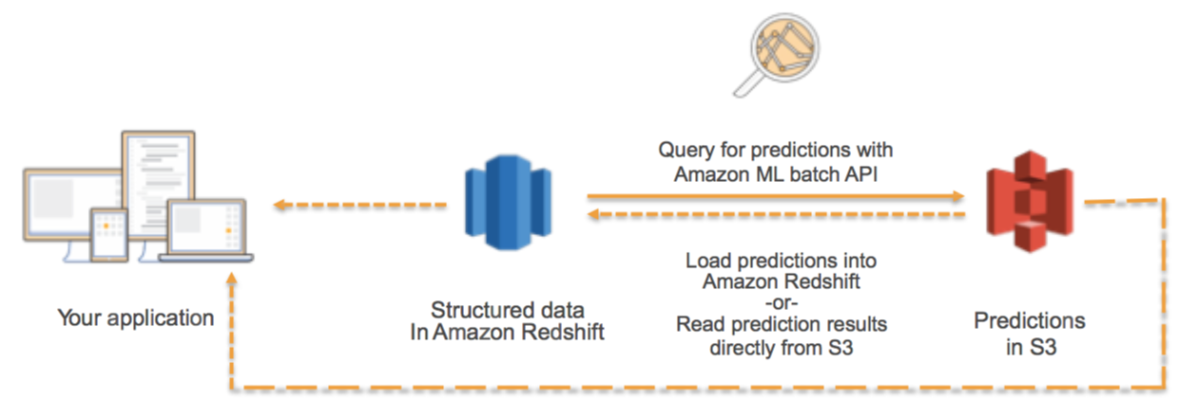 Query for predictions with
Amazon ML batch API
Load predictions into
Amazon Redshift
-or-
Read prediction results
directly from S3
Your application
Structured data
In Amazon Redshift
Predictions
in S3